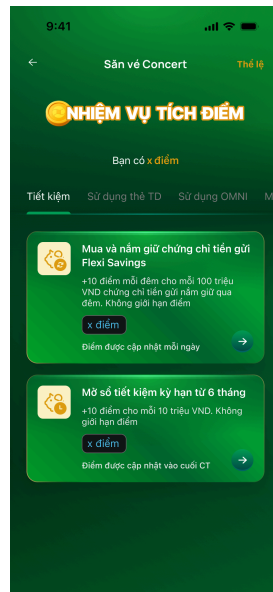 9:41
Săn vé Concert
Thể lệ
NHIỆM VỤ TÍCH ĐIỂM
Bạn có x điểm
Tiết kiệm
Sử dụng thẻ TD
Sử dụng OMNI
M
Mua và nắm giữ chứng chỉ tiền gửi
Flexi Savings
+10 điểm mỗi đêm cho mỗi 100 triệu
VND chứng chỉ tiền gửi nắm giữ qua
đêm. Không giới hạn điểm
x điểm
Điểm được cập nhật mỗi ngày
Mở sổ tiết kiệm kỳ hạn từ 6 tháng
+10 điểm cho mỗi 10 triệu VND. Không
giới hạn điểm
x điểm
Điểm được cập nhật vào cuối CT